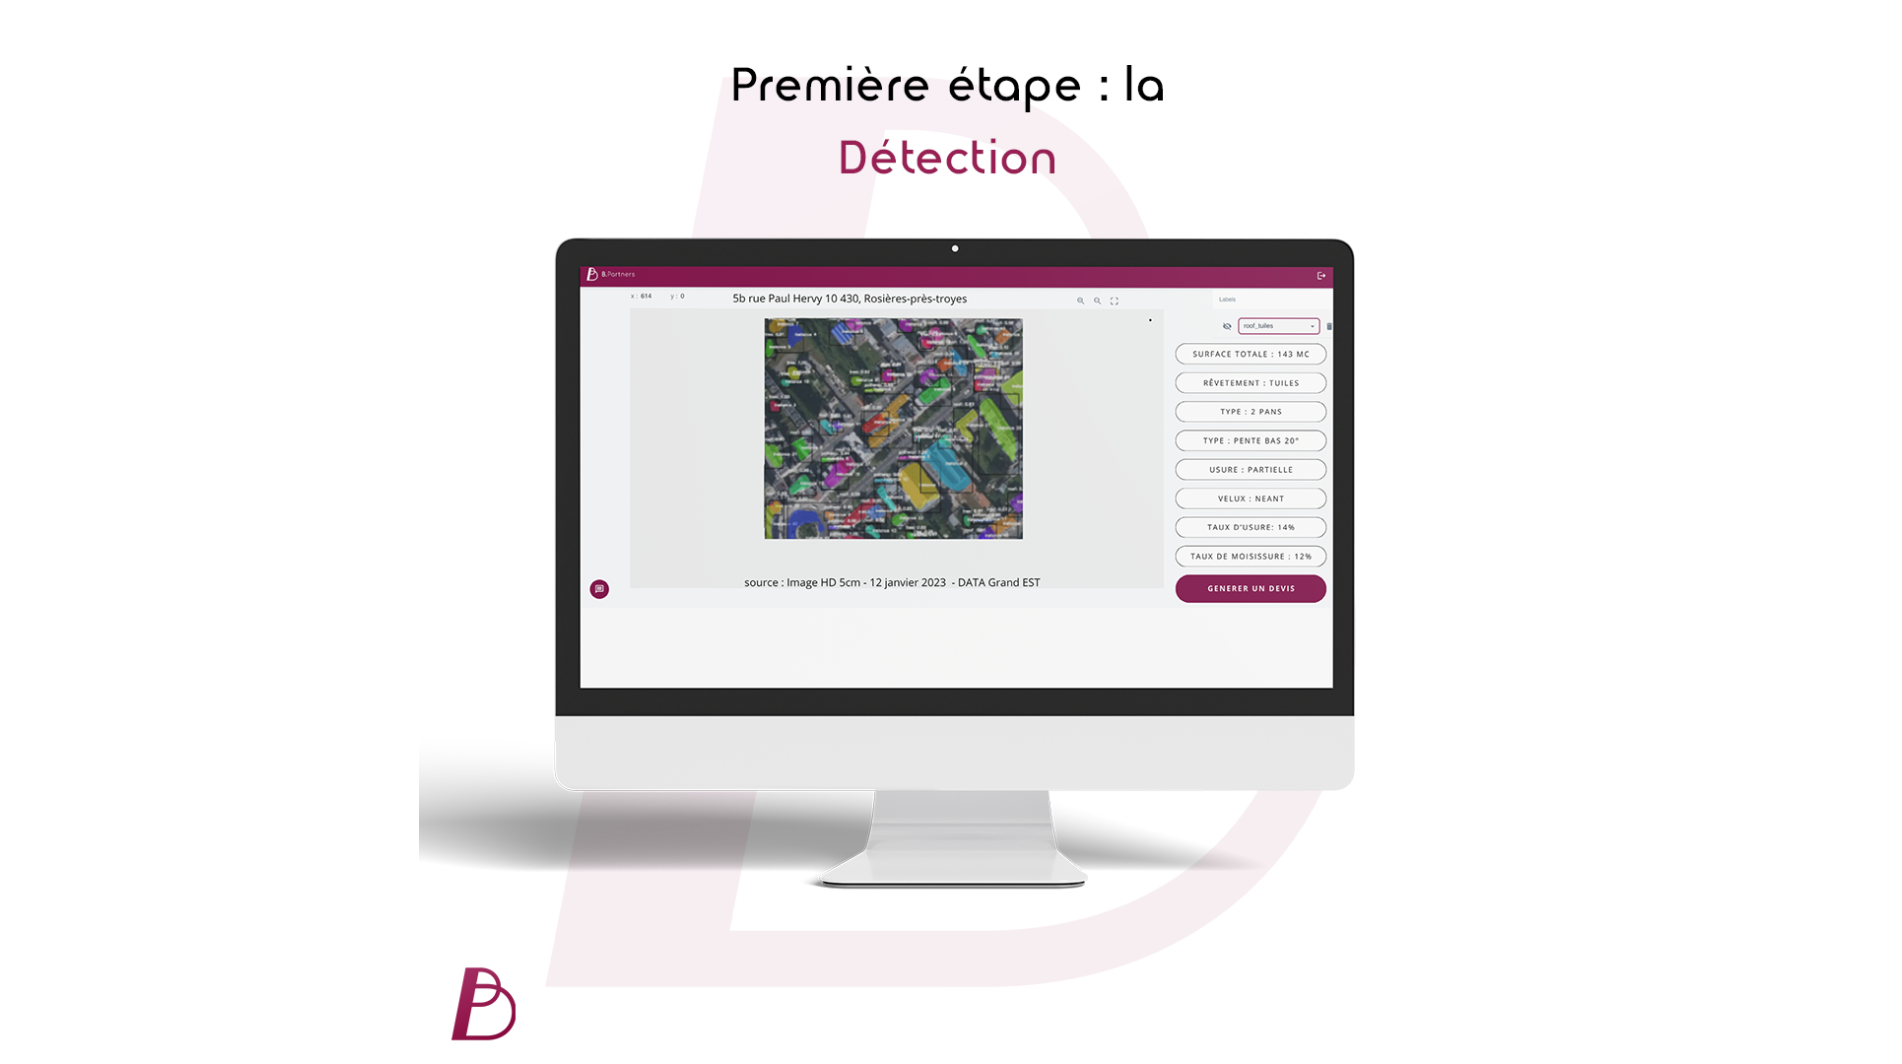 Première étape : la
Détection
B.Partners
x : 614 y : 0
5b rue Paul Hervy 10 430, Rosières-près-troyes
Labels
roof_tuiles
SURFACE TOTALE : 143 MC
RÊVETEMENT : TUILES
TYPE : 2 PANS
TYPE : PENTE BAS 20°
USURE : PARTIELLE
VELUX : NEANT
TAUX D'USURE: 14%
TAUX DE MOISISSURE : 12%
GENERER UN DEVIS
source : Image HD 5cm - 12 janvier 2023 - DATA Grand EST